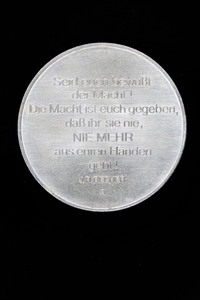 Seid euch bewußt
der Macht!
Die Macht ist euch gegeben,
daß ihr sie nie,
NIE MEHR
aus euren Händen
gebt!